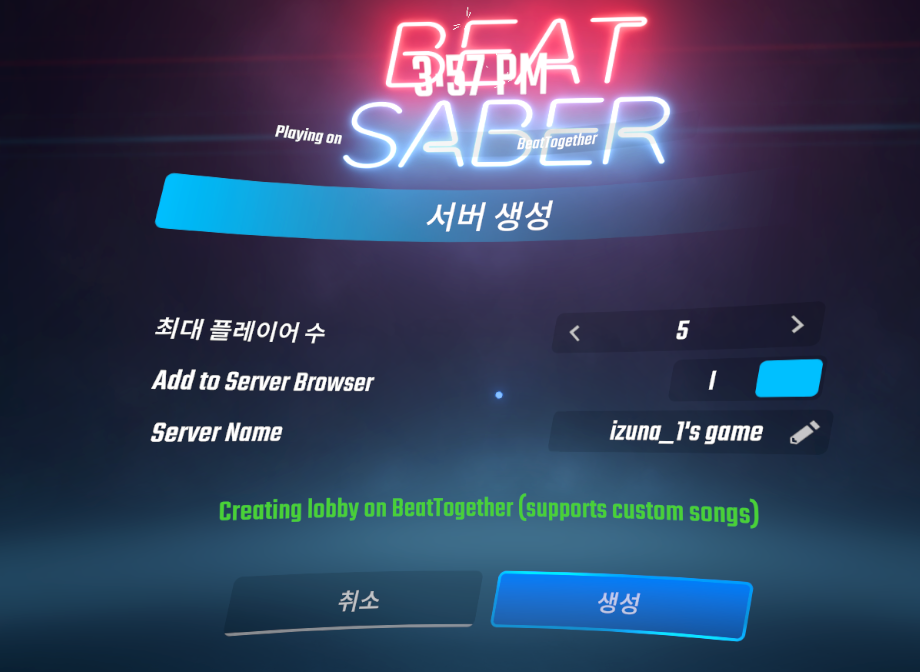 BEAT
3:57 PM
SABER
Playing on
BeatTogether
서버 생성
최대 플레이어 수
5
Add to Server Browser
I
Server Name
izuna_1's game
Creating lobby on BeatTogether (supports custom songs)
취소
생성